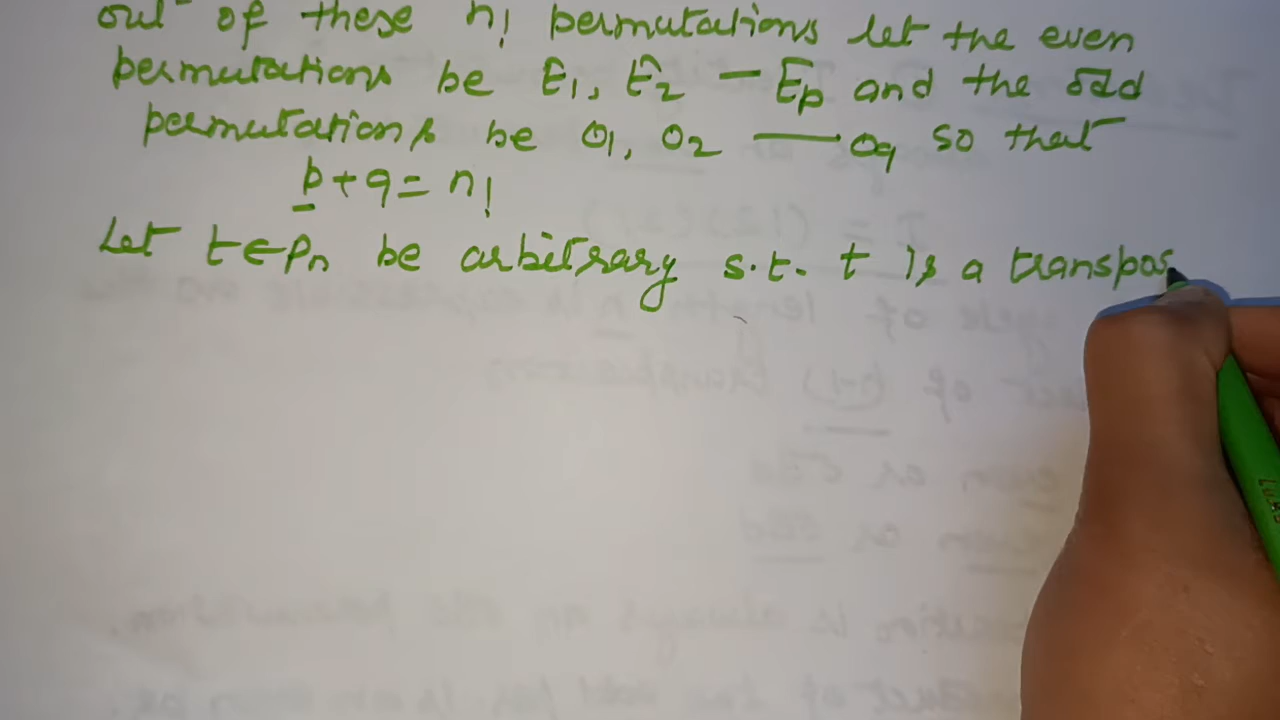 out of these n! permutations let the even
permutations be E1, E2 — Ep and the odd
permutations be O1, O2 — Oq so that
p + q = n!
Let t ∈ Pn be arbitrary s.t. t is a transpos